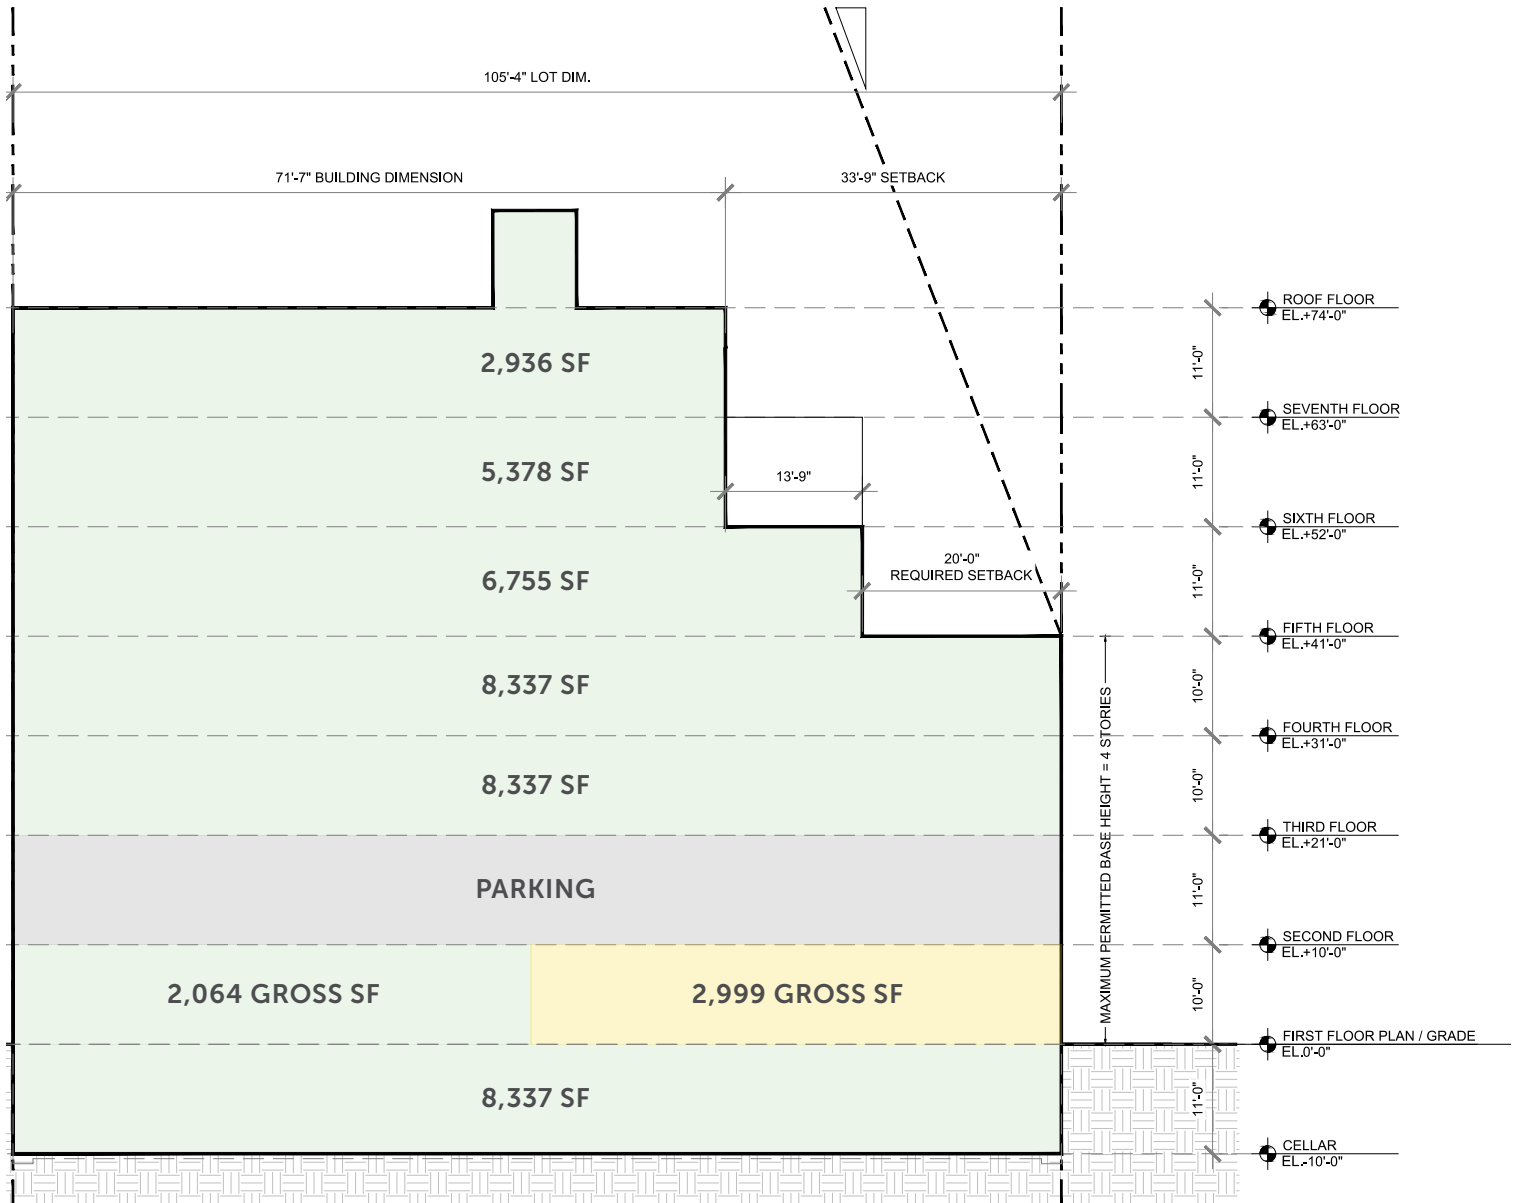 105'-4" LOT DIM.
71'-7" BUILDING DIMENSION
33'-9" SETBACK
ROOF FLOOR
EL.+74'-0"
2,936 SF
11'-0"
SEVENTH FLOOR
EL.+63'-0"
5,378 SF
13'-9"
11'-0"
SIXTH FLOOR
EL.+52'-0"
6,755 SF
20'-0"
REQUIRED SETBACK
11'-0"
FIFTH FLOOR
EL.+41'-0"
8,337 SF
10'-0"
FOURTH FLOOR
EL.+31'-0"
8,337 SF
10'-0"
MAXIMUM PERMITTED BASE HEIGHT = 4 STORIES
THIRD FLOOR
EL.+21'-0"
PARKING
11'-0"
SECOND FLOOR
EL.+10'-0"
2,064 GROSS SF
2,999 GROSS SF
10'-0"
FIRST FLOOR PLAN / GRADE
EL.0'-0"
8,337 SF
11'-0"
CELLAR
EL.-10'-0"